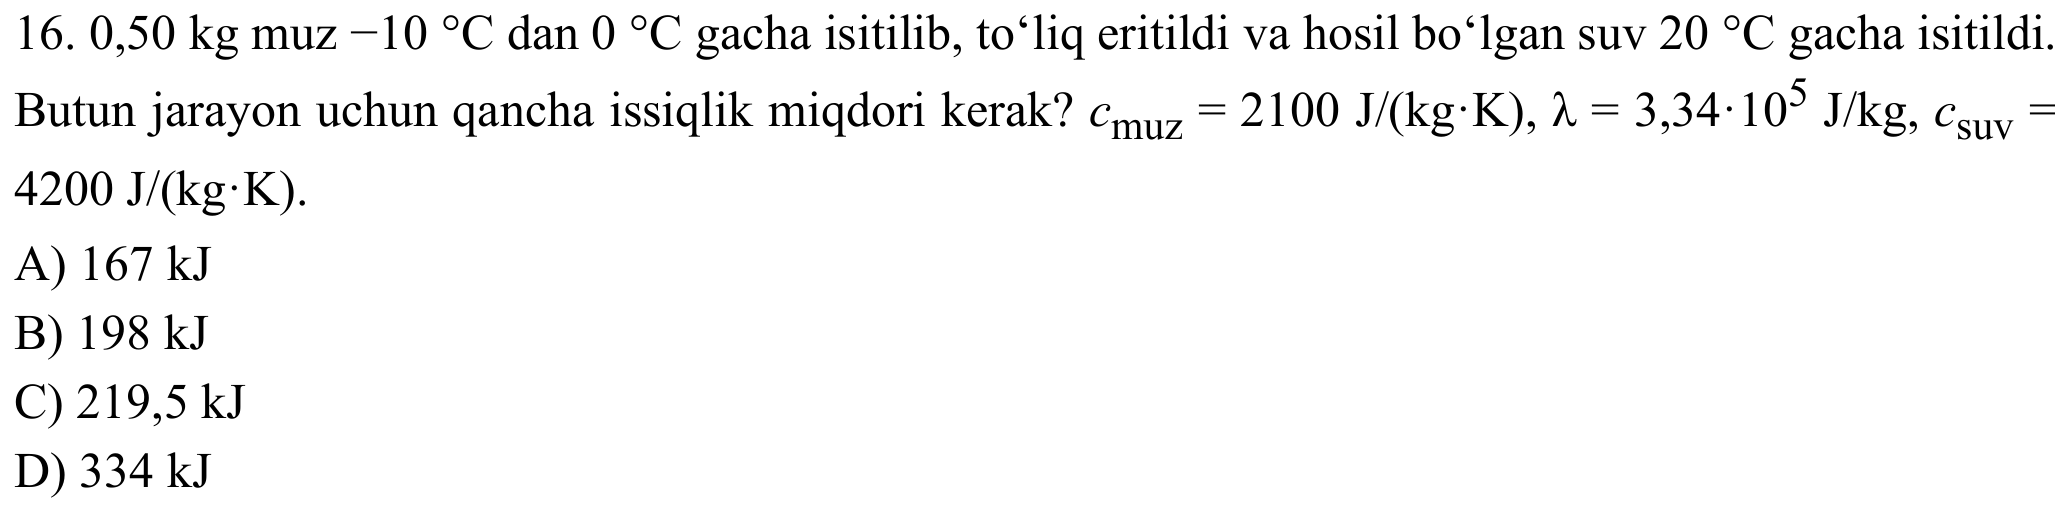 16. 0,50 kg muz −10 °C dan 0 °C gacha isitilib, to‘liq eritildi va hosil bo‘lgan suv 20 °C gacha isitildi.
Butun jarayon uchun qancha issiqlik miqdori kerak? c_muz = 2100 J/(kg·K), λ = 3,34·10⁵ J/kg, c_suv =
4200 J/(kg·K).
A) 167 kJ
B) 198 kJ
C) 219,5 kJ
D) 334 kJ